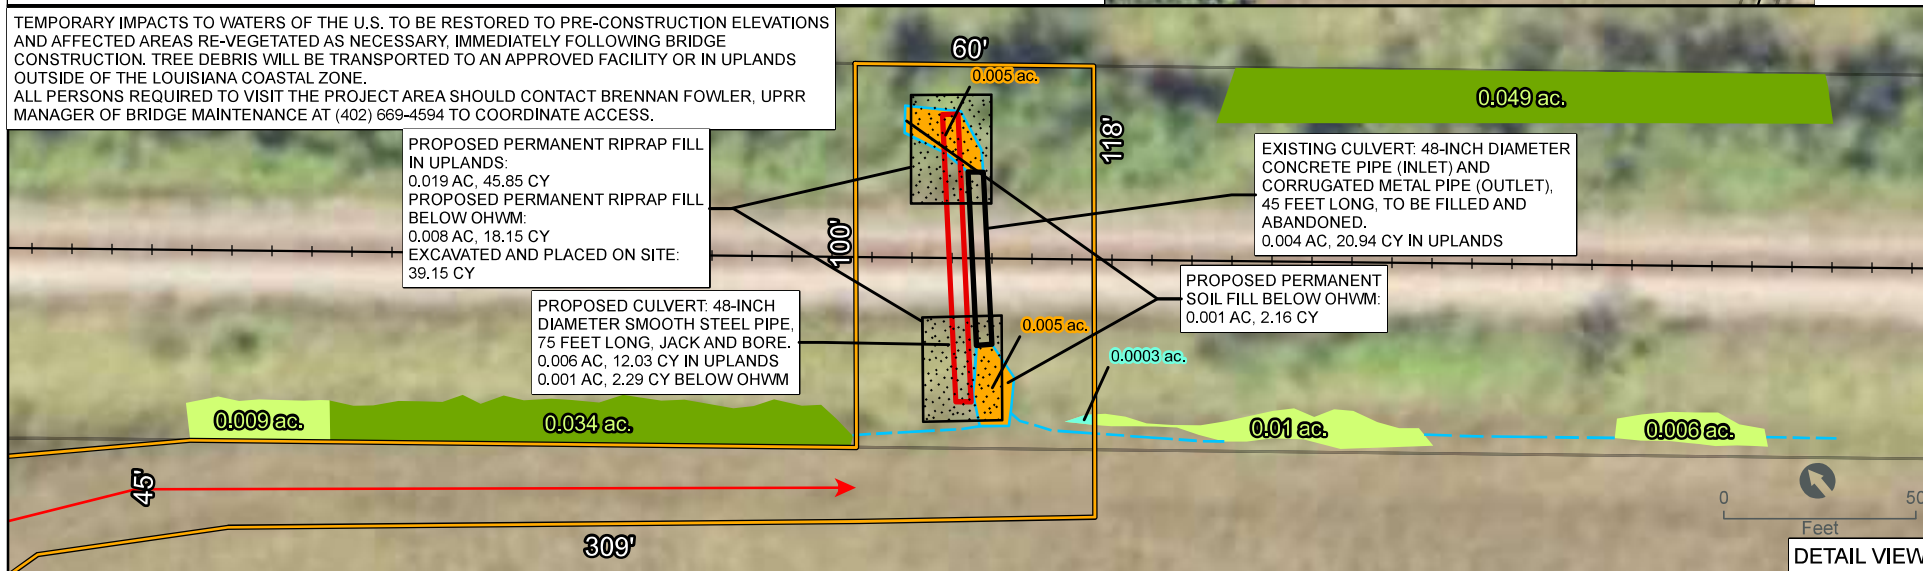 TEMPORARY IMPACTS TO WATERS OF THE U.S. TO BE RESTORED TO PRE-CONSTRUCTION ELEVATIONS
AND AFFECTED AREAS RE-VEGETATED AS NECESSARY, IMMEDIATELY FOLLOWING BRIDGE
CONSTRUCTION. TREE DEBRIS WILL BE TRANSPORTED TO AN APPROVED FACILITY OR IN UPLANDS
OUTSIDE OF THE LOUISIANA COASTAL ZONE.
ALL PERSONS REQUIRED TO VISIT THE PROJECT AREA SHOULD CONTACT BRENNAN FOWLER, UPRR
MANAGER OF BRIDGE MAINTENANCE AT (402) 669-4594 TO COORDINATE ACCESS.
60'
0.005 ac.
0.049 ac.
118'
PROPOSED PERMANENT RIPRAP FILL
IN UPLANDS:
0.019 AC, 45.85 CY
PROPOSED PERMANENT RIPRAP FILL
BELOW OHWM:
0.008 AC, 18.15 CY
EXCAVATED AND PLACED ON SITE:
39.15 CY
100'
EXISTING CULVERT: 48-INCH DIAMETER
CONCRETE PIPE (INLET) AND
CORRUGATED METAL PIPE (OUTLET),
45 FEET LONG, TO BE FILLED AND
ABANDONED.
0.004 AC, 20.94 CY IN UPLANDS
PROPOSED PERMANENT
SOIL FILL BELOW OHWM:
0.001 AC, 2.16 CY
PROPOSED CULVERT: 48-INCH
DIAMETER SMOOTH STEEL PIPE,
75 FEET LONG, JACK AND BORE.
0.006 AC, 12.03 CY IN UPLANDS
0.001 AC, 2.29 CY BELOW OHWM
0.005 ac.
0.0003 ac.
0.009 ac.
0.034 ac.
0.01 ac.
0.006 ac.
45'
309'
0 50
Feet
DETAIL VIEW